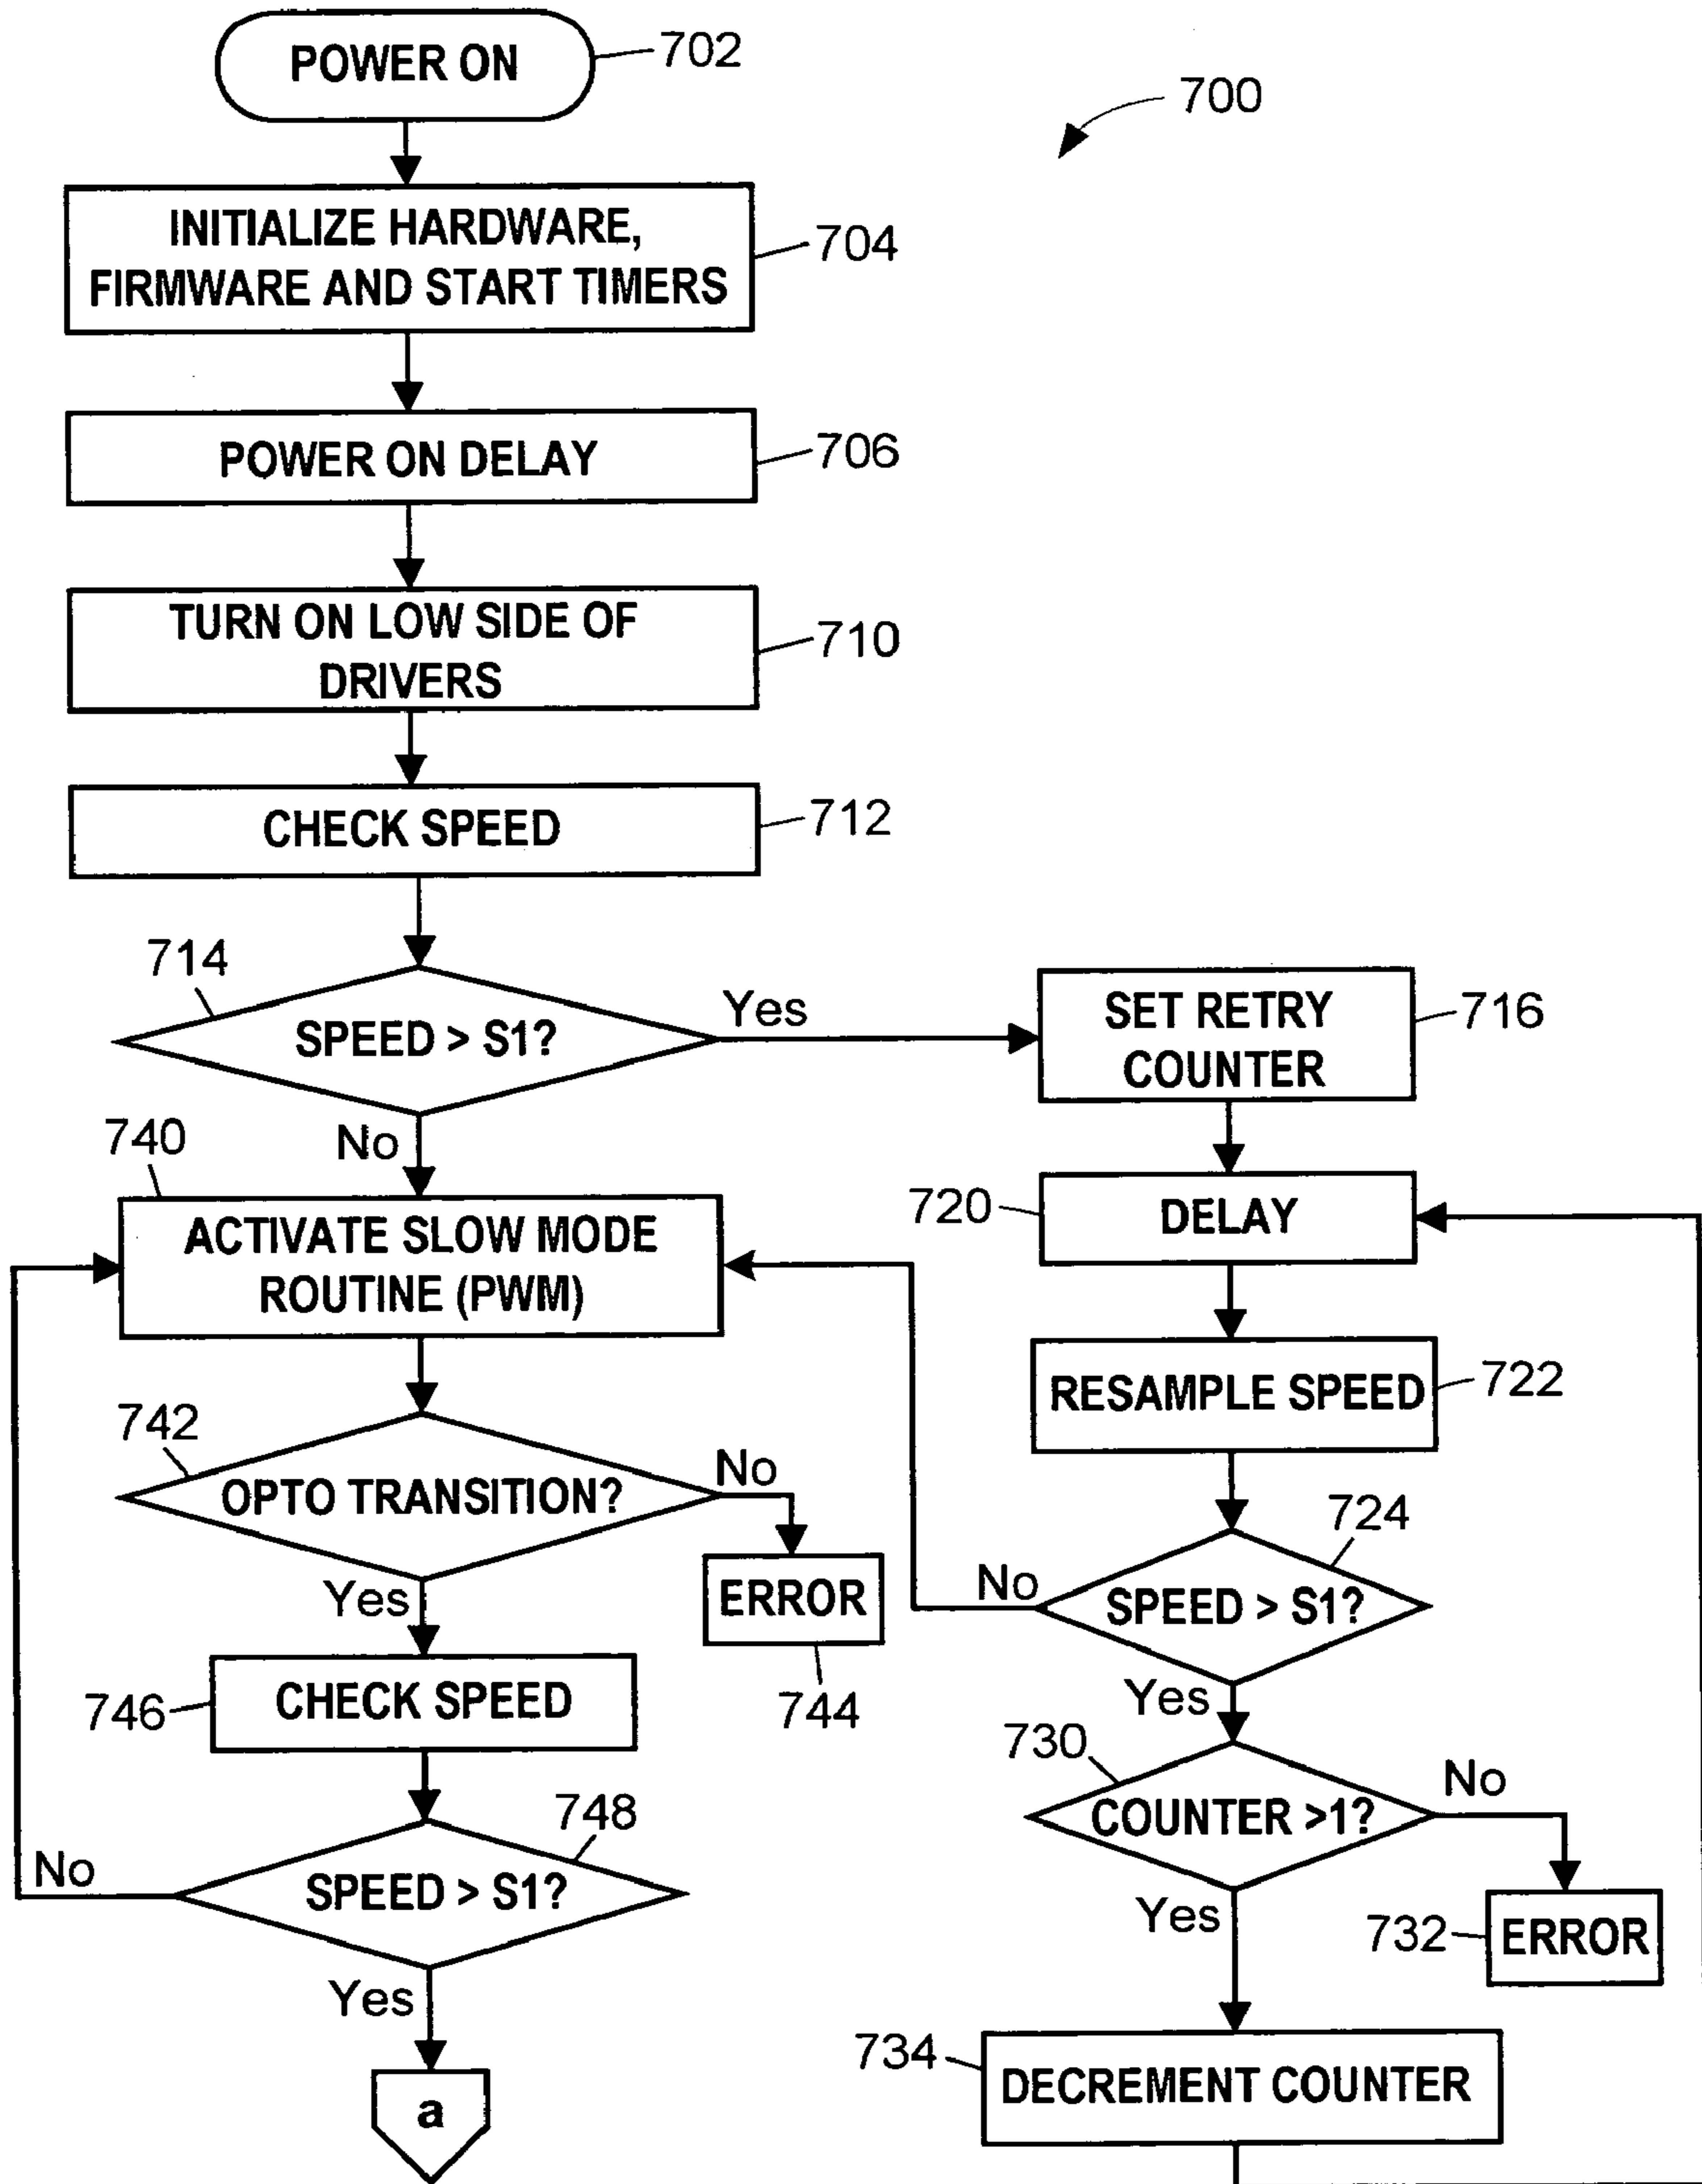 POWER ON
702
700
INITIALIZE HARDWARE,
FIRMWARE AND START TIMERS
704
POWER ON DELAY
706
TURN ON LOW SIDE OF
DRIVERS
710
CHECK SPEED
712
714
SPEED > S1?
Yes
No
SET RETRY
COUNTER
716
740
ACTIVATE SLOW MODE
ROUTINE (PWM)
720
DELAY
RESAMPLE SPEED
722
742
OPTO TRANSITION?
No
Yes
ERROR
744
724
SPEED > S1?
No
Yes
746
CHECK SPEED
730
COUNTER >1?
No
Yes
748
SPEED > S1?
No
Yes
732
ERROR
734
DECREMENT COUNTER
a